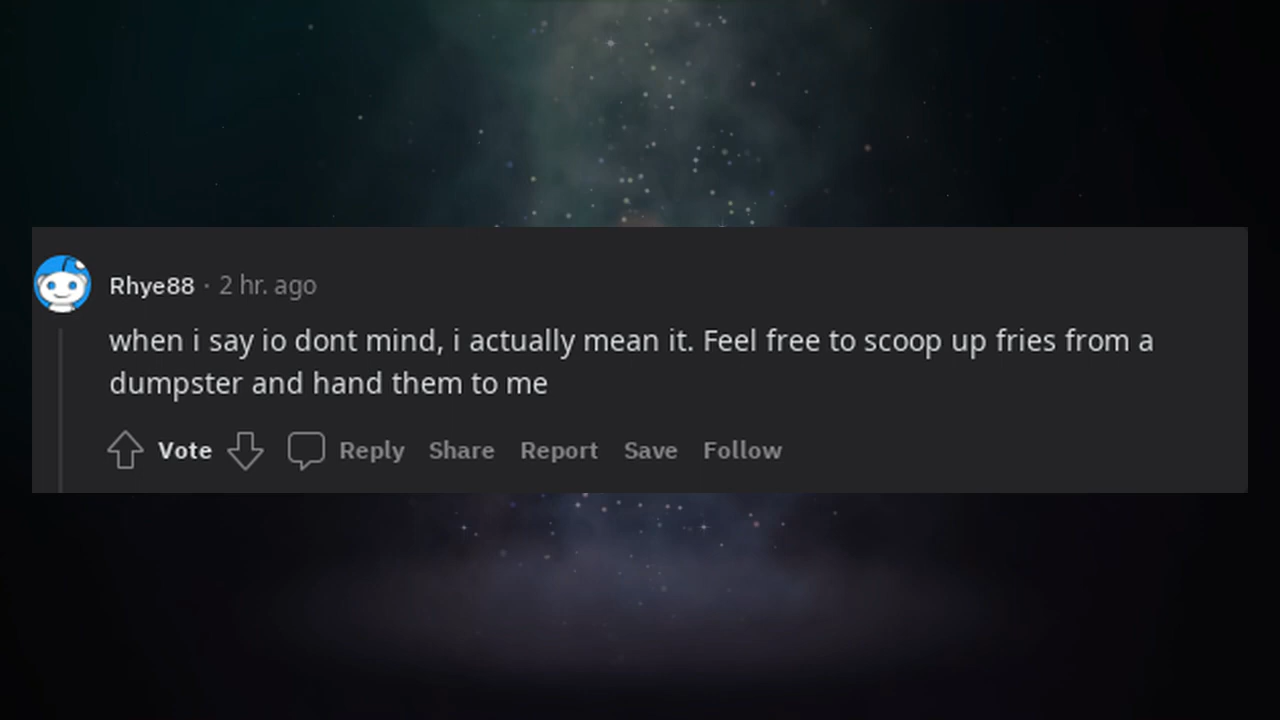 Rhye88 · 2 hr. ago
when i say io dont mind, i actually mean it. Feel free to scoop up fries from a
dumpster and hand them to me
Vote Reply Share Report Save Follow